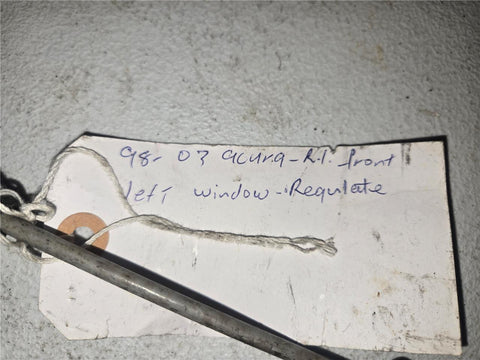 98- 03 acura-R.L. front
left window-Regulate